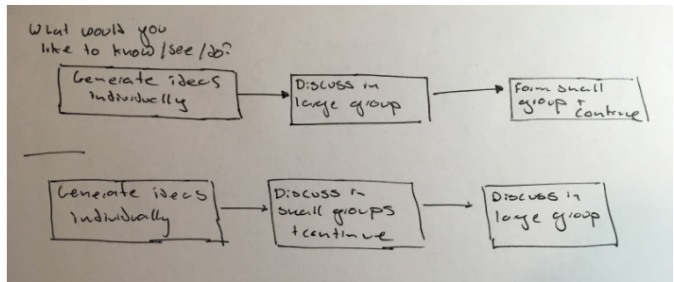 What would you
like to know/see/do?
Generate ideas
individually
Discuss in
large group
Form small
group +
continue
Generate ideas
individually
Discuss in
small groups
+ continue
Discuss in
large group